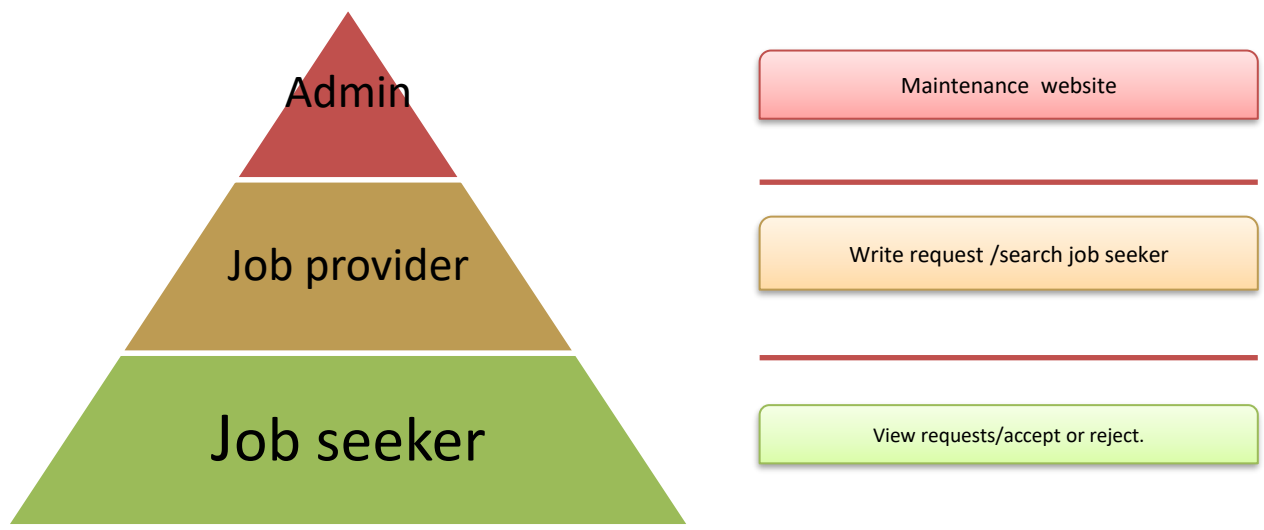 Admin
Maintenance  website
Job provider
Write request /search job seeker
Job seeker
View requests/accept or reject.